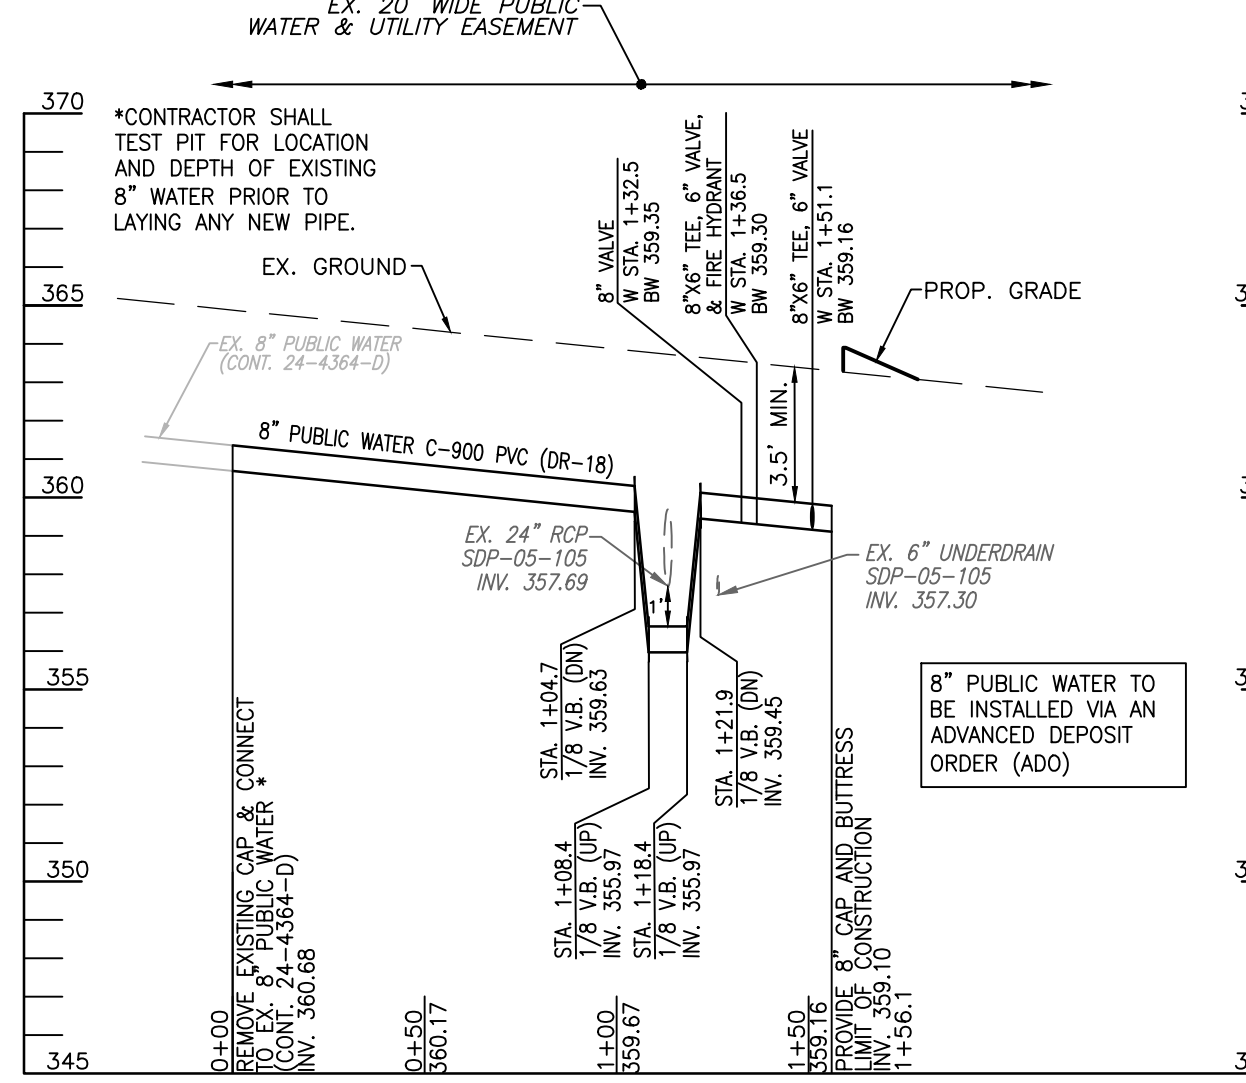 EX. 20' WIDE PUBLIC
WATER & UTILITY EASEMENT
370
*CONTRACTOR SHALL
TEST PIT FOR LOCATION
AND DEPTH OF EXISTING
8" WATER PRIOR TO
LAYING ANY NEW PIPE.
8" VALVE
W STA. 1+32.5
BW 359.35
8"X6" TEE, 6" VALVE,
& FIRE HYDRANT
W STA. 1+36.5
BW 359.30
8"X6" TEE, 6" VALVE
W STA. 1+51.1
BW 359.16
EX. GROUND
365
PROP. GRADE
EX. 8" PUBLIC WATER
(CONT. 24-4364-D)
3.5' MIN.
8" PUBLIC WATER C-900 PVC (DR-18)
360
EX. 24" RCP
SDP-05-105
INV. 357.69
EX. 6" UNDERDRAIN
SDP-05-105
INV. 357.30
1'
355
STA. 1+04.7
1/8 V.B. (DN)
INV. 359.63
STA. 1+21.9
1/8 V.B. (DN)
INV. 359.45
8" PUBLIC WATER TO
BE INSTALLED VIA AN
ADVANCED DEPOSIT
ORDER (ADO)
STA. 1+08.4
1/8 V.B. (UP)
INV. 355.97
STA. 1+18.4
1/8 V.B. (UP)
INV. 355.97
350
345
0+00
REMOVE EXISTING CAP & CONNECT
TO EX. 8" PUBLIC WATER *
(CONT. 24-4364-D)
INV. 360.68
0+50
360.17
1+00
359.67
1+50
359.16
PROVIDE 8" CAP AND BUTTRESS
LIMIT OF CONSTRUCTION
INV. 359.10
1+56.1